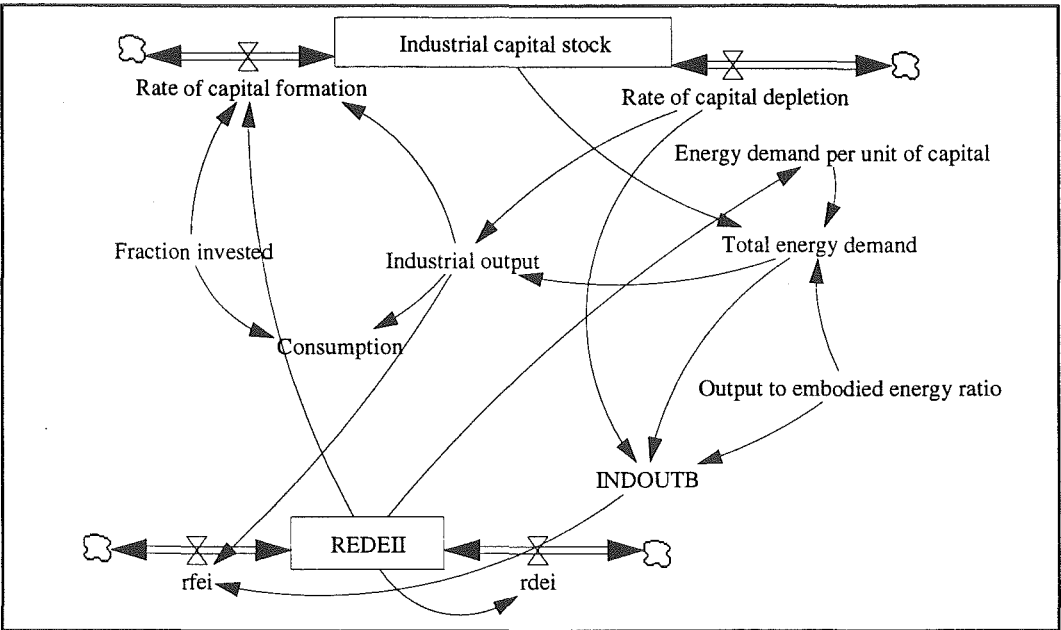 Industrial capital stock
Rate of capital formation
Rate of capital depletion
Energy demand per unit of capital
Fraction invested
Industrial output
Total energy demand
Consumption
Output to embodied energy ratio
INDOUTB
REDEII
rfei
rdei